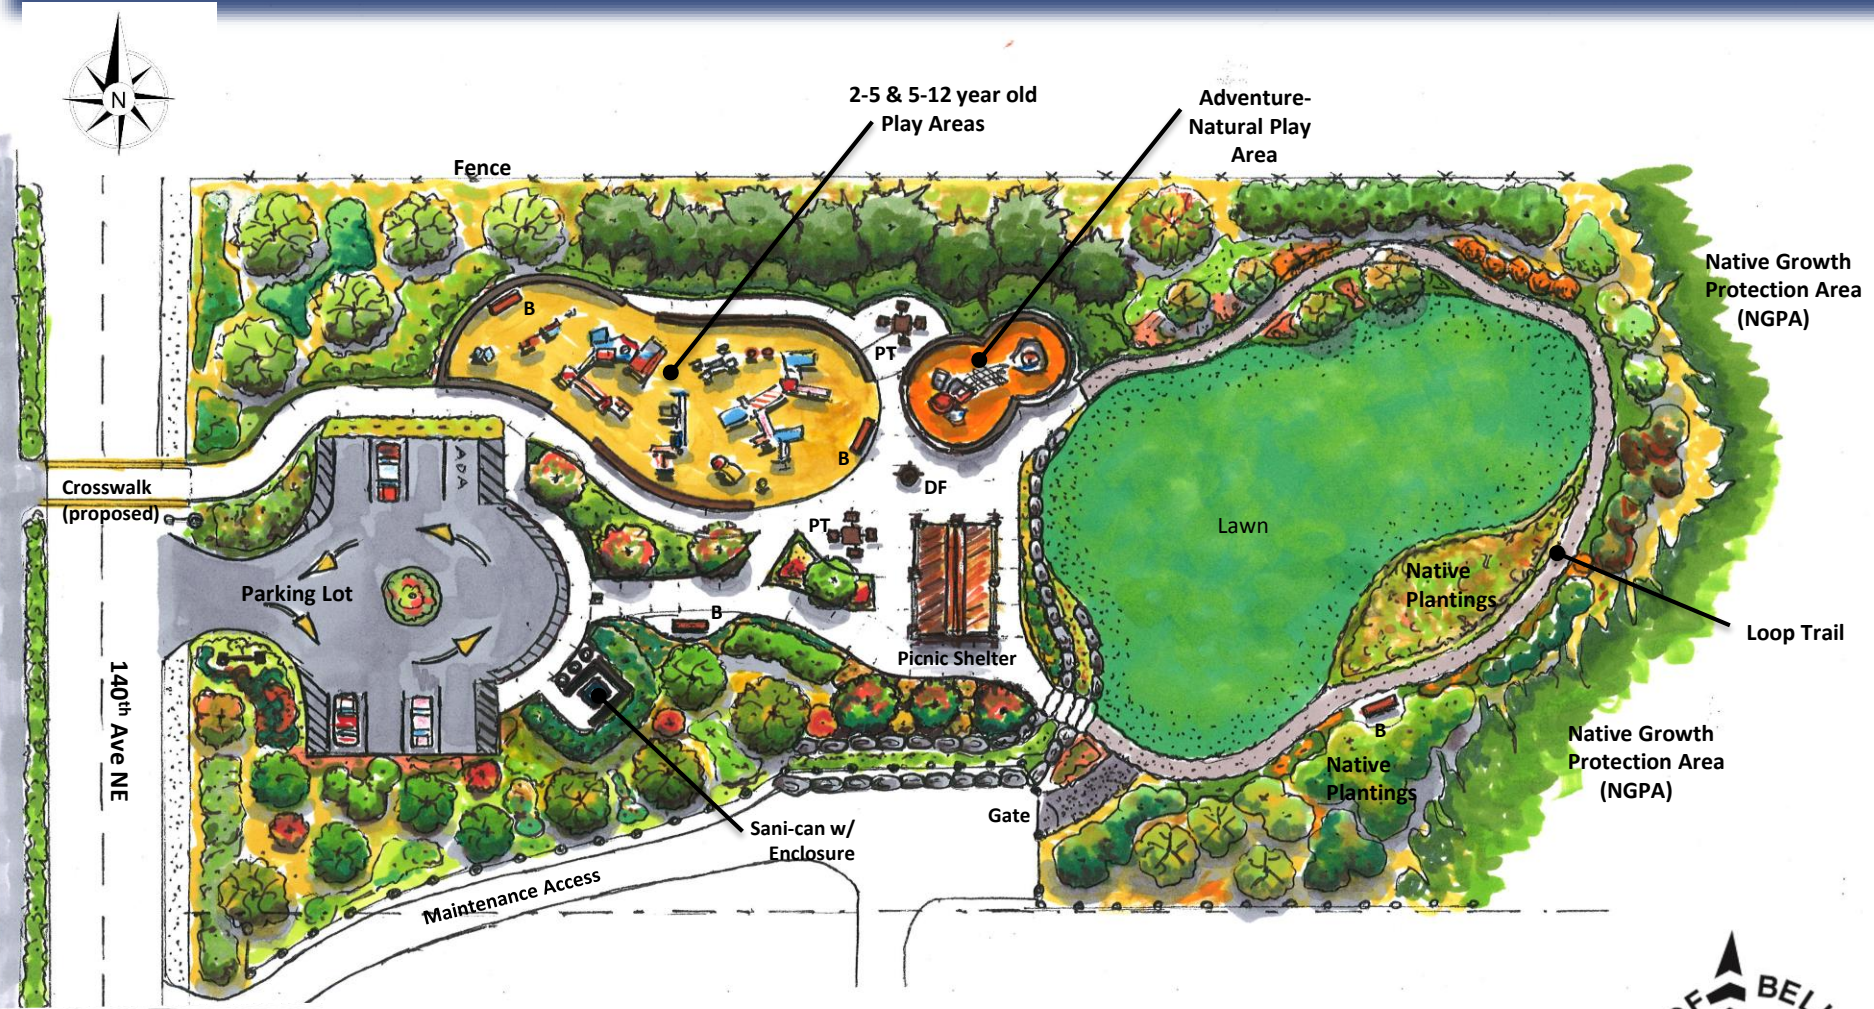 N
2-5 & 5-12 year old
Play Areas
Adventure-
Natural Play
Area
Fence
Native Growth
Protection Area
(NGPA)
B
PT
B
ADA
DF
Crosswalk
(proposed)
PT
Lawn
Native
Plantings
Parking Lot
B
Loop Trail
Picnic Shelter
140th Ave NE
B
Native Growth
Protection Area
(NGPA)
Native
Plantings
Gate
Sani-can w/
Enclosure
Maintenance Access
OF BELL